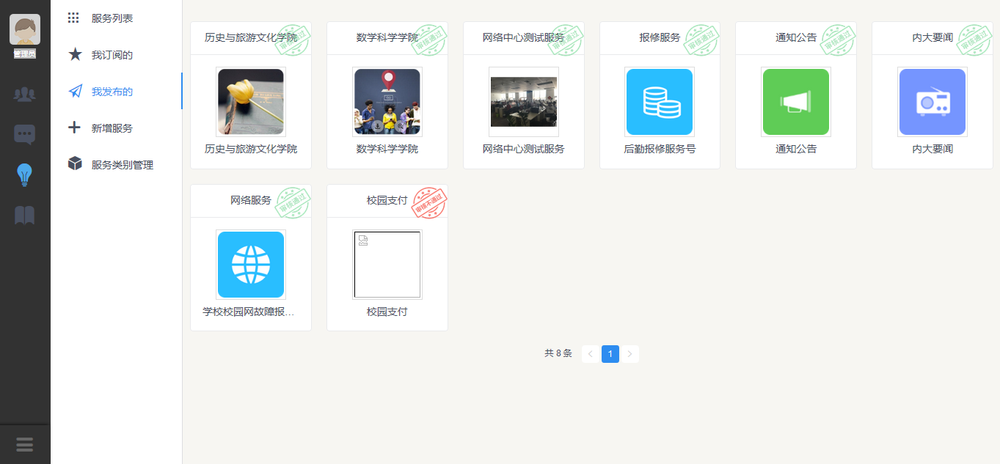 管理员
服务列表
我订阅的
我发布的
新增服务
服务类别管理
历史与旅游文化学院
审核通过
数学科学学院
审核通过
网络中心测试服务
审核通过
报修服务
审核通过
通知公告
审核通过
内大要闻
审核通过
历史与旅游文化学院
数学科学学院
网络中心测试服务
后勤报修服务号
通知公告
内大要闻
网络服务
审核通过
校园支付
审核不通过
学校校园网故障报...
校园支付
共 8 条
1